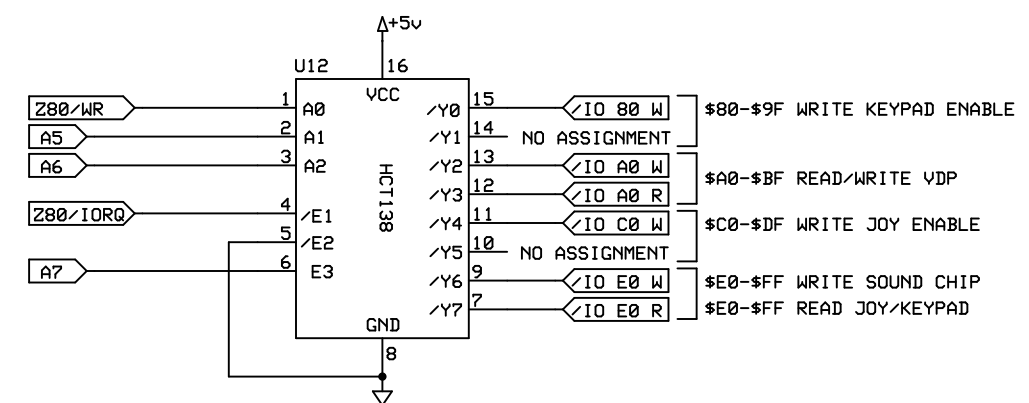 +5v
U12
16
VCC
Z80/WR 1 A0 /Y0 15 /IO 80 W $80-$9F WRITE KEYPAD ENABLE
A5 2 A1 /Y1 14 NO ASSIGNMENT
A6 3 A2 /Y2 13 /IO A0 W
$A0-$BF READ/WRITE VDP
HCT138
/Y3 12 /IO A0 R
Z80/IORQ 4 /E1 /Y4 11 /IO C0 W $C0-$DF WRITE JOY ENABLE
5 /E2 /Y5 10 NO ASSIGNMENT
A7 6 E3 /Y6 9 /IO E0 W $E0-$FF WRITE SOUND CHIP
/Y7 7 /IO E0 R $E0-$FF READ JOY/KEYPAD
GND
8